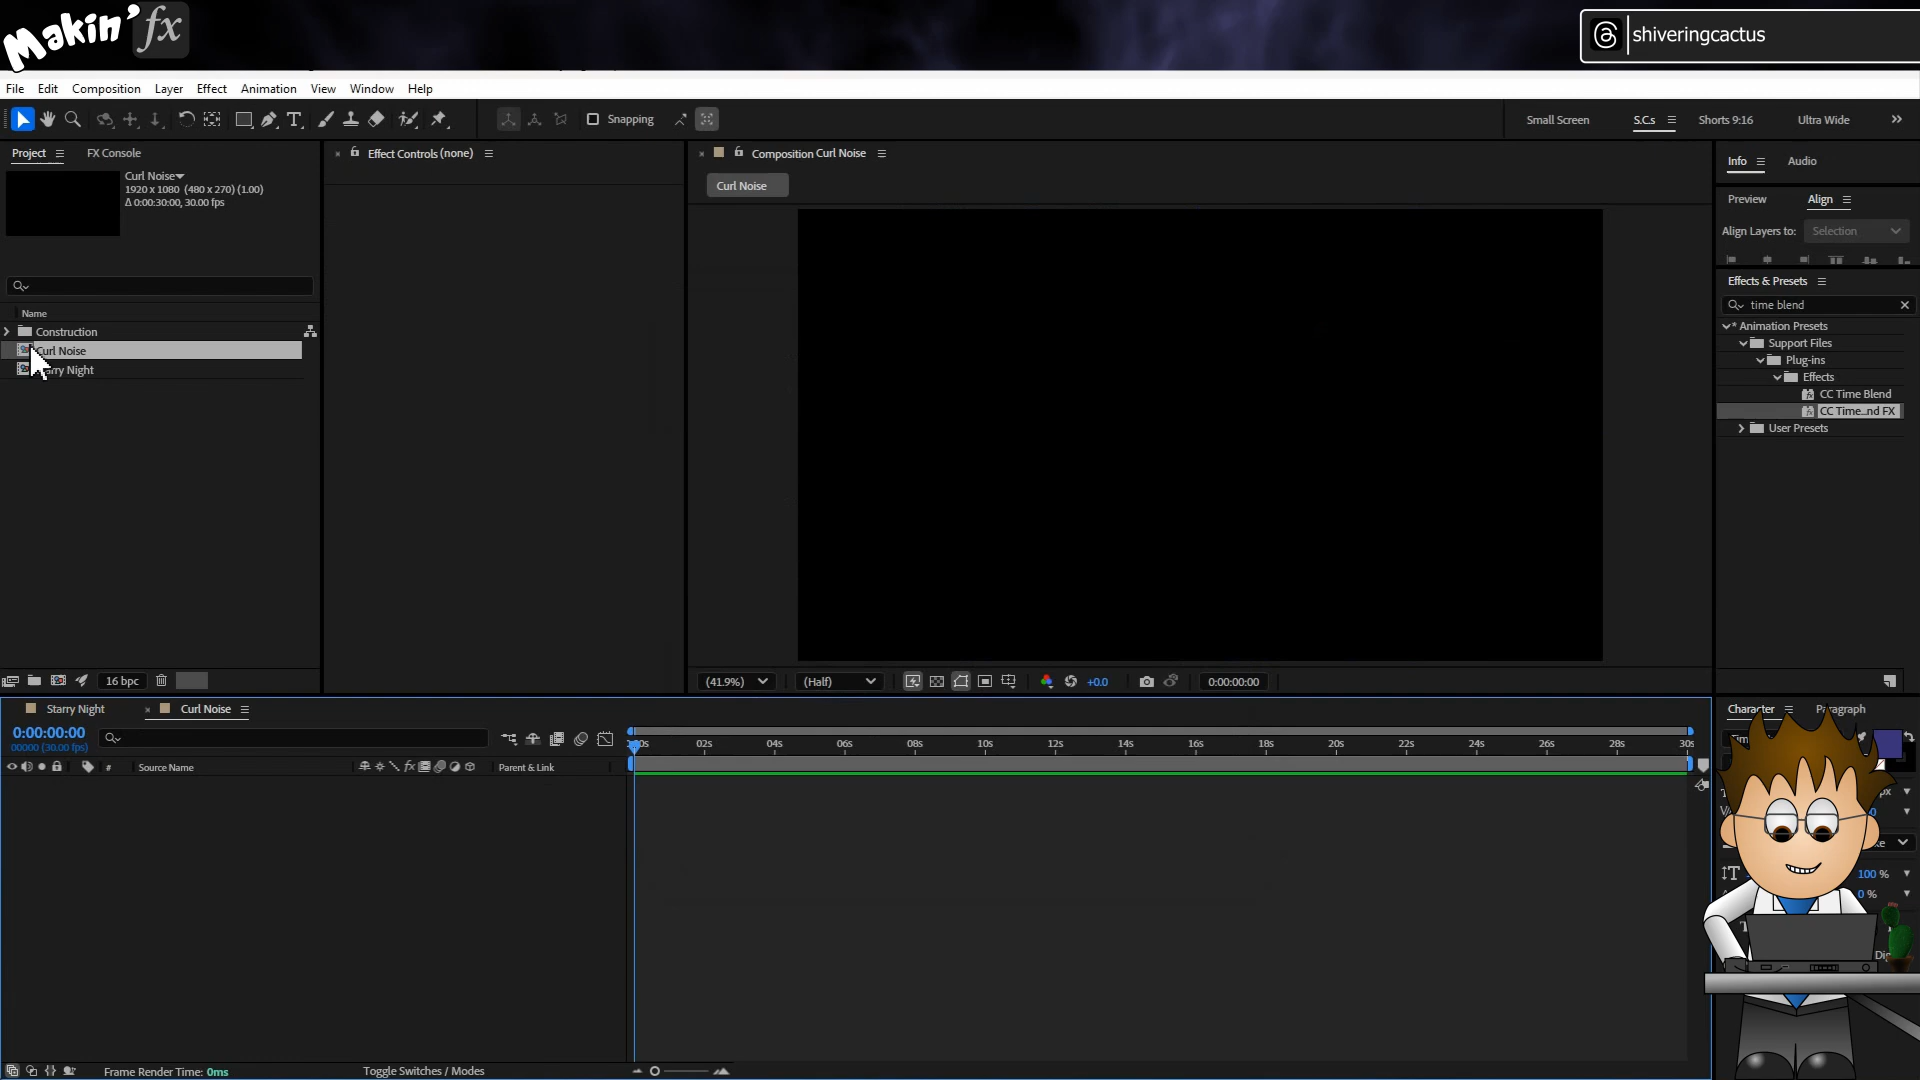 Makin' fx
shiveringcactus
File Edit Composition Layer Effect Animation View Window Help
Snapping
Small Screen S.C.s Shorts 9:16 Ultra Wide
Project FX Console
Effect Controls (none)
Composition Curl Noise
Info Audio
Curl Noise
1920 x 1080 (480 x 270) (1.00)
Δ 0:00:30:00, 30.00 fps
Curl Noise
Preview Align
Align Layers to: Selection
Effects & Presets
time blend
Name
Construction
Curl Noise
rry Night
* Animation Presets
Support Files
Plug-ins
Effects
CC Time Blend
CC Time...nd FX
User Presets
16 bpc
(41.9%) (Half) +0.0 0:00:00:00
Starry Night Curl Noise
0:00:00:00
00000 (30.00 fps)
02s 04s 06s 08s 10s 12s 14s 16s 18s 20s 22s 24s 26s 28s 30s
# Source Name Parent & Link
Character Paragraph
px
100 %
0 %
Frame Render Time: 0ms
Toggle Switches / Modes